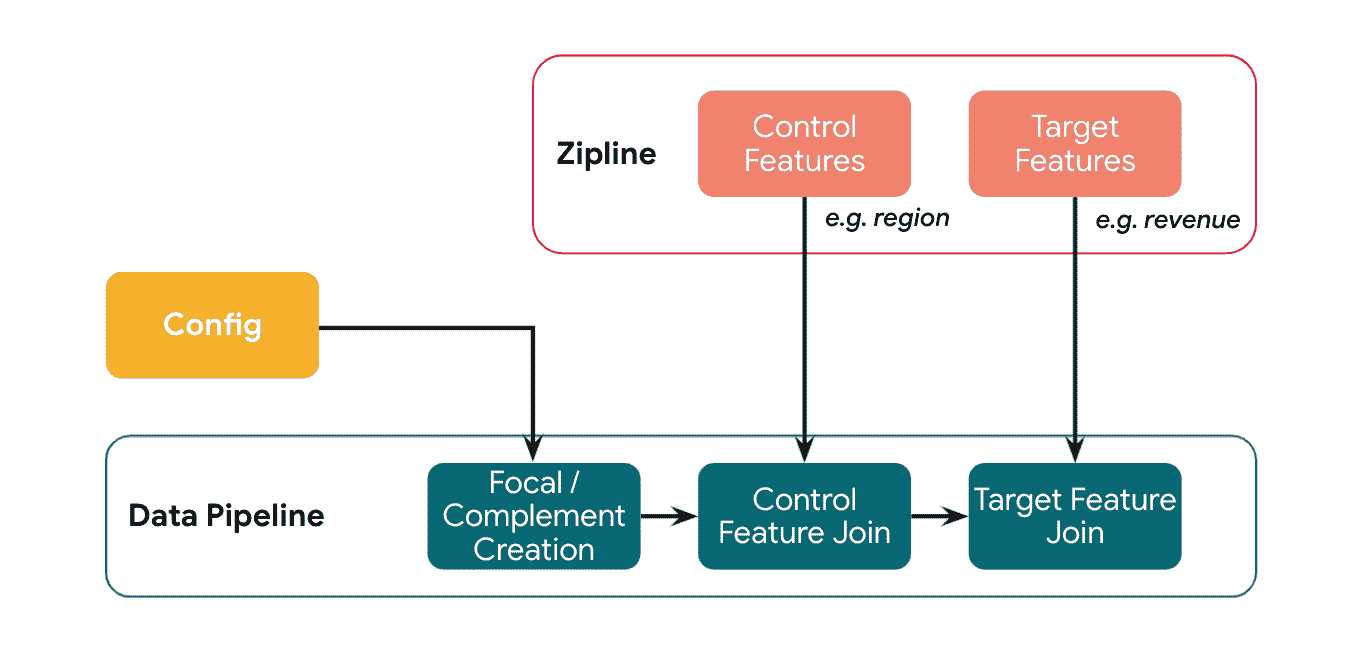 Zipline
Control
Features
Target
Features
e.g. region
e.g. revenue
Config
Data Pipeline
Focal /
Complement
Creation
Control
Feature Join
Target Feature
Join